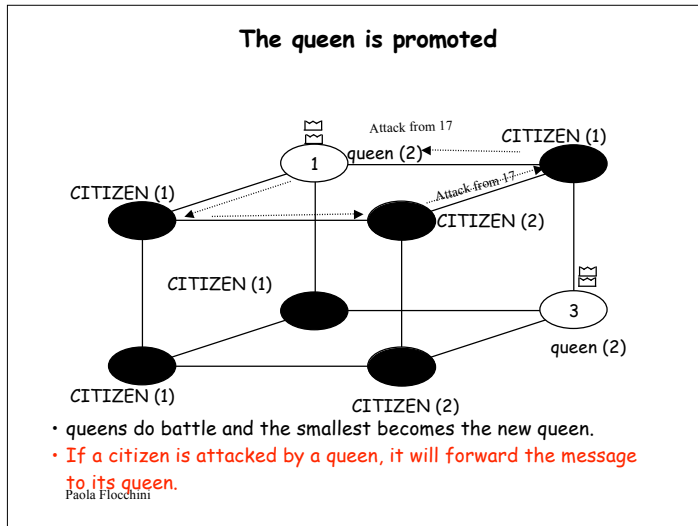 The queen is promoted
Attack from 17
CITIZEN (1)
queen (2)
1
CITIZEN (1)
Attack from 17
CITIZEN (2)
CITIZEN (1)
3
queen (2)
CITIZEN (1)
CITIZEN (2)
• queens do battle and the smallest becomes the new queen.
• If a citizen is attacked by a queen, it will forward the message
to its queen.
Paola Flocchini